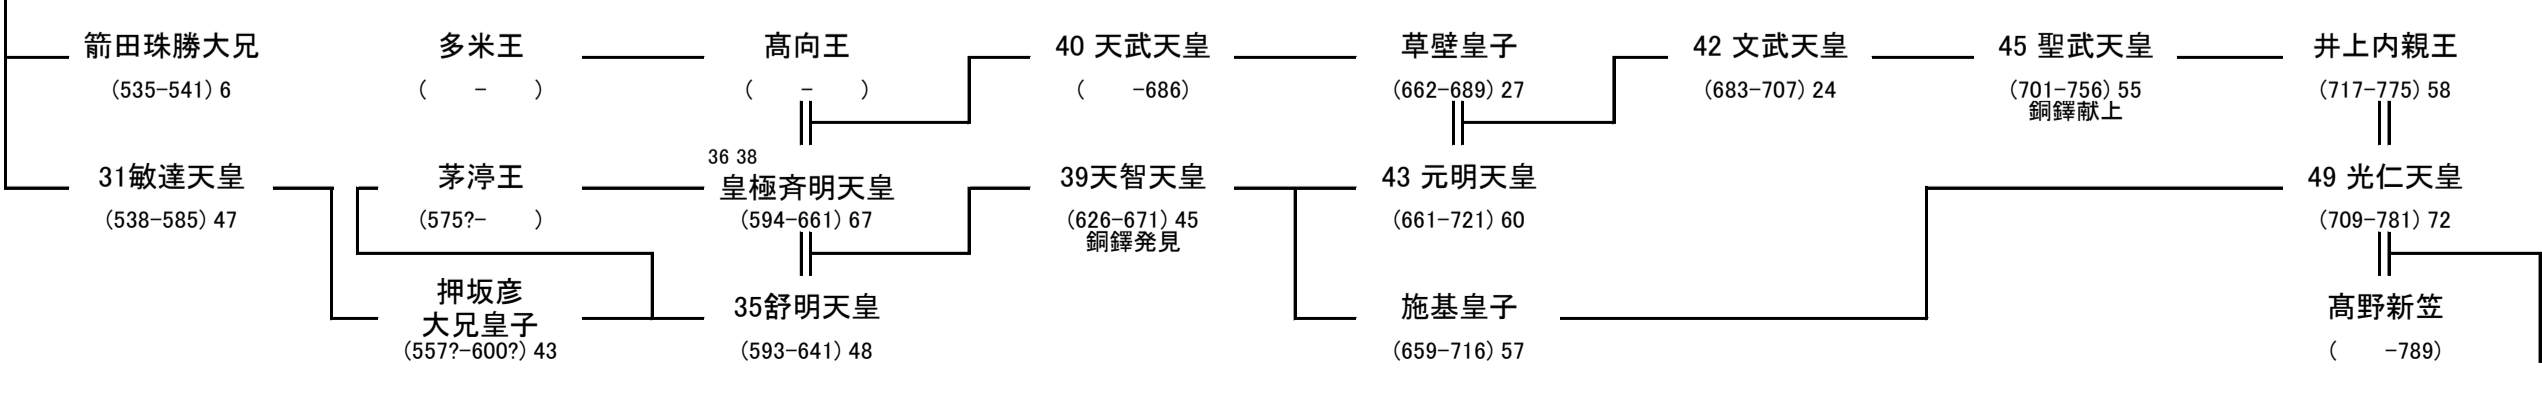 箭田珠勝大兄
(535-541) 6
多米王
( - )
髙向王
( - )
40 天武天皇
( -686)
草壁皇子
(662-689) 27
42 文武天皇
(683-707) 24
45 聖武天皇
(701-756) 55
銅鐸献上
井上内親王
(717-775) 58
31敏達天皇
(538-585) 47
茅渟王
(575?- )
36 38
皇極斉明天皇
(594-661) 67
39天智天皇
(626-671) 45
銅鐸発見
43 元明天皇
(661-721) 60
49 光仁天皇
(709-781) 72
押坂彦
大兄皇子
(557?-600?) 43
35舒明天皇
(593-641) 48
施基皇子
(659-716) 57
髙野新笠
( -789)